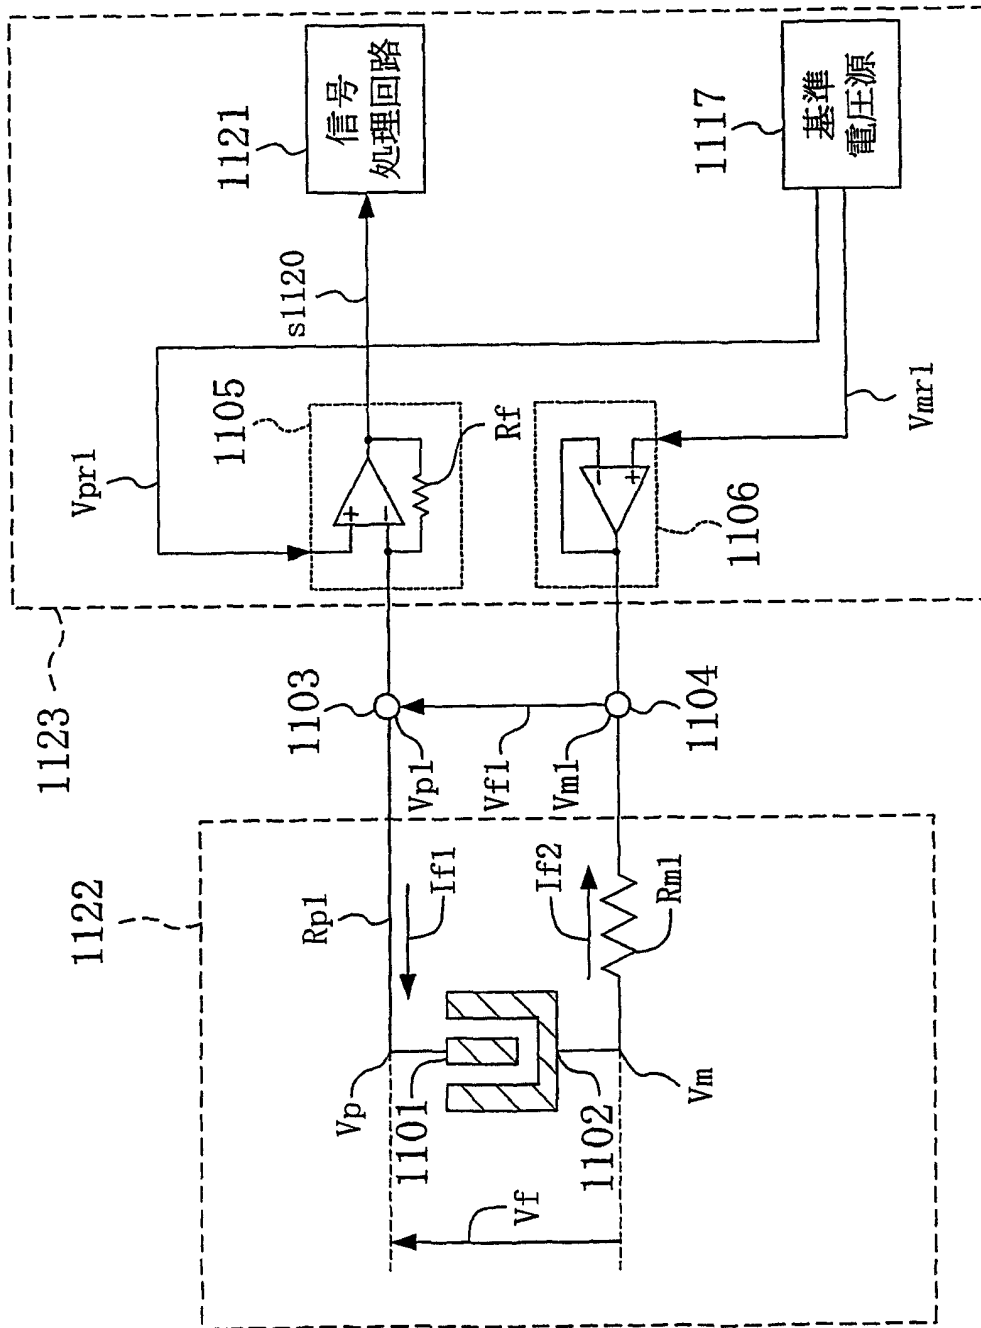 1123
1121
信号
処理回路
s1120
1117
基準
電圧源
Vpr1
1105
Rf
Vmr1
1106
1103
Vp1
Vf1
Vm1
1104
1122
Rp1
If1
If2
Rm1
Vp
1101
1102
Vm
Vf
+
-
-
+